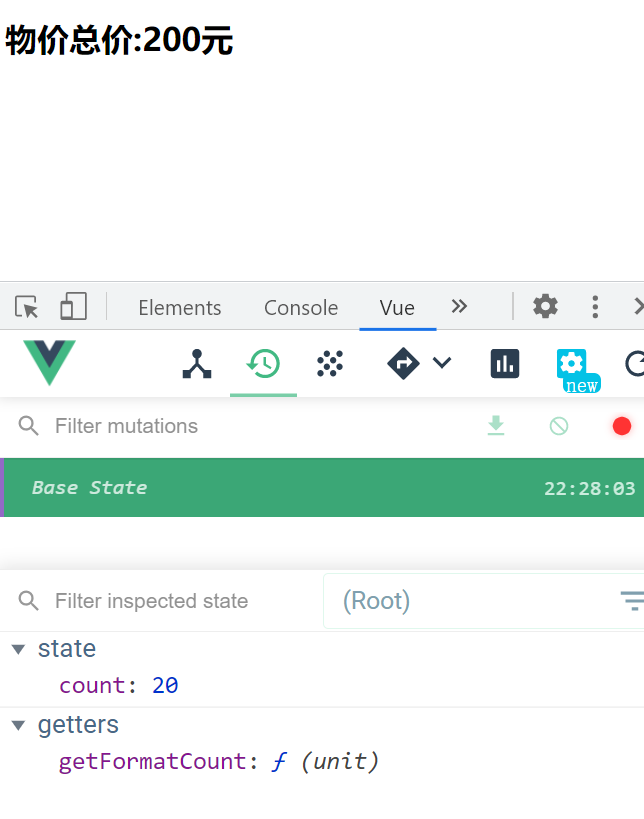 物价总价:200元
Elements Console Vue
new
Filter mutations
Base State 22:28:03
Filter inspected state (Root)
state
count: 20
getters
getFormatCount: ƒ (unit)